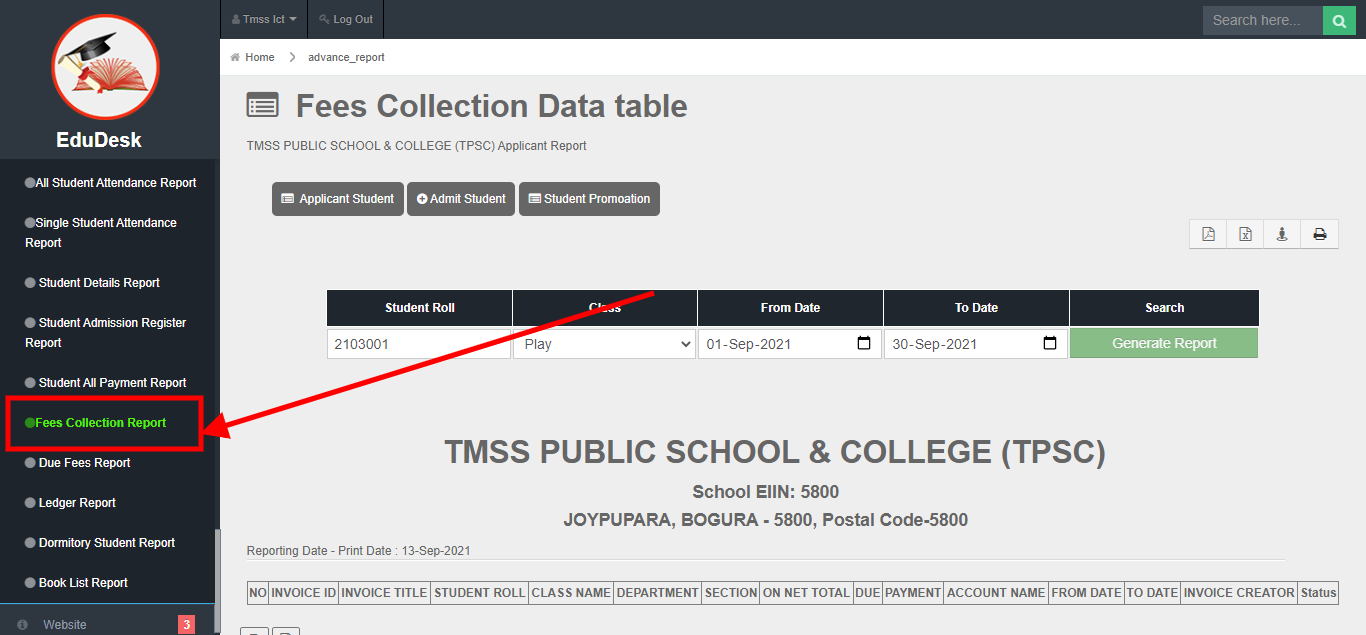 Tmss Ict
Log Out
Search here...
EduDesk
Home
advance_report
All Student Attendance Report
Single Student Attendance
Report
Student Details Report
Student Admission Register
Report
Student All Payment Report
Fees Collection Report
Due Fees Report
Ledger Report
Dormitory Student Report
Book List Report
Website
3
Fees Collection Data table
TMSS PUBLIC SCHOOL & COLLEGE (TPSC) Applicant Report
Applicant Student
Admit Student
Student Promoation
Student Roll Class From Date To Date Search
2103001 Play 01-Sep-2021 30-Sep-2021 Generate Report
TMSS PUBLIC SCHOOL & COLLEGE (TPSC)
School EIIN: 5800
JOYPUPARA, BOGURA - 5800, Postal Code-5800
Reporting Date - Print Date : 13-Sep-2021
NO INVOICE ID INVOICE TITLE STUDENT ROLL CLASS NAME DEPARTMENT SECTION ON NET TOTAL DUE PAYMENT ACCOUNT NAME FROM DATE TO DATE INVOICE CREATOR Status